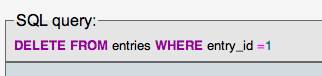 SQL query:
DELETE FROM entries WHERE entry_id =1